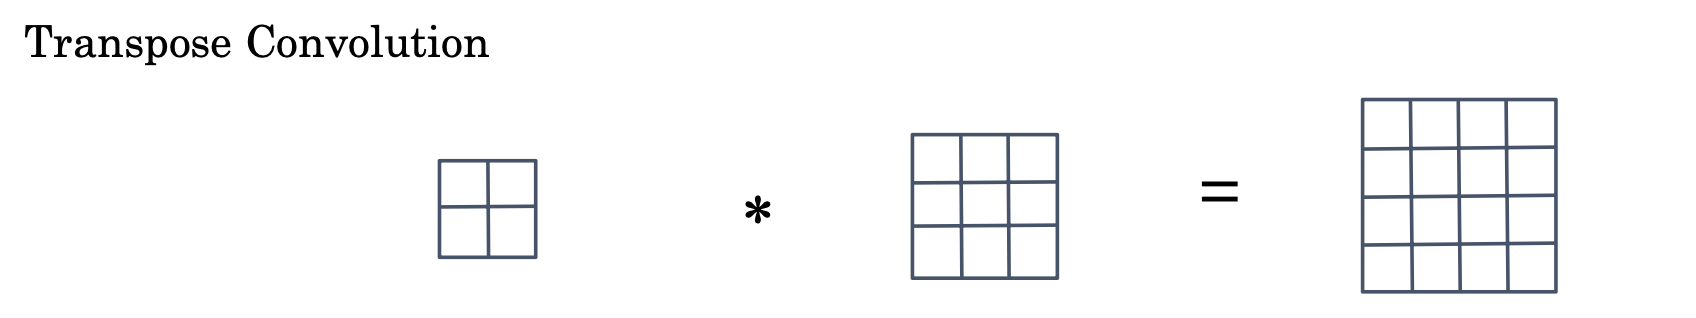 Transpose Convolution
* =